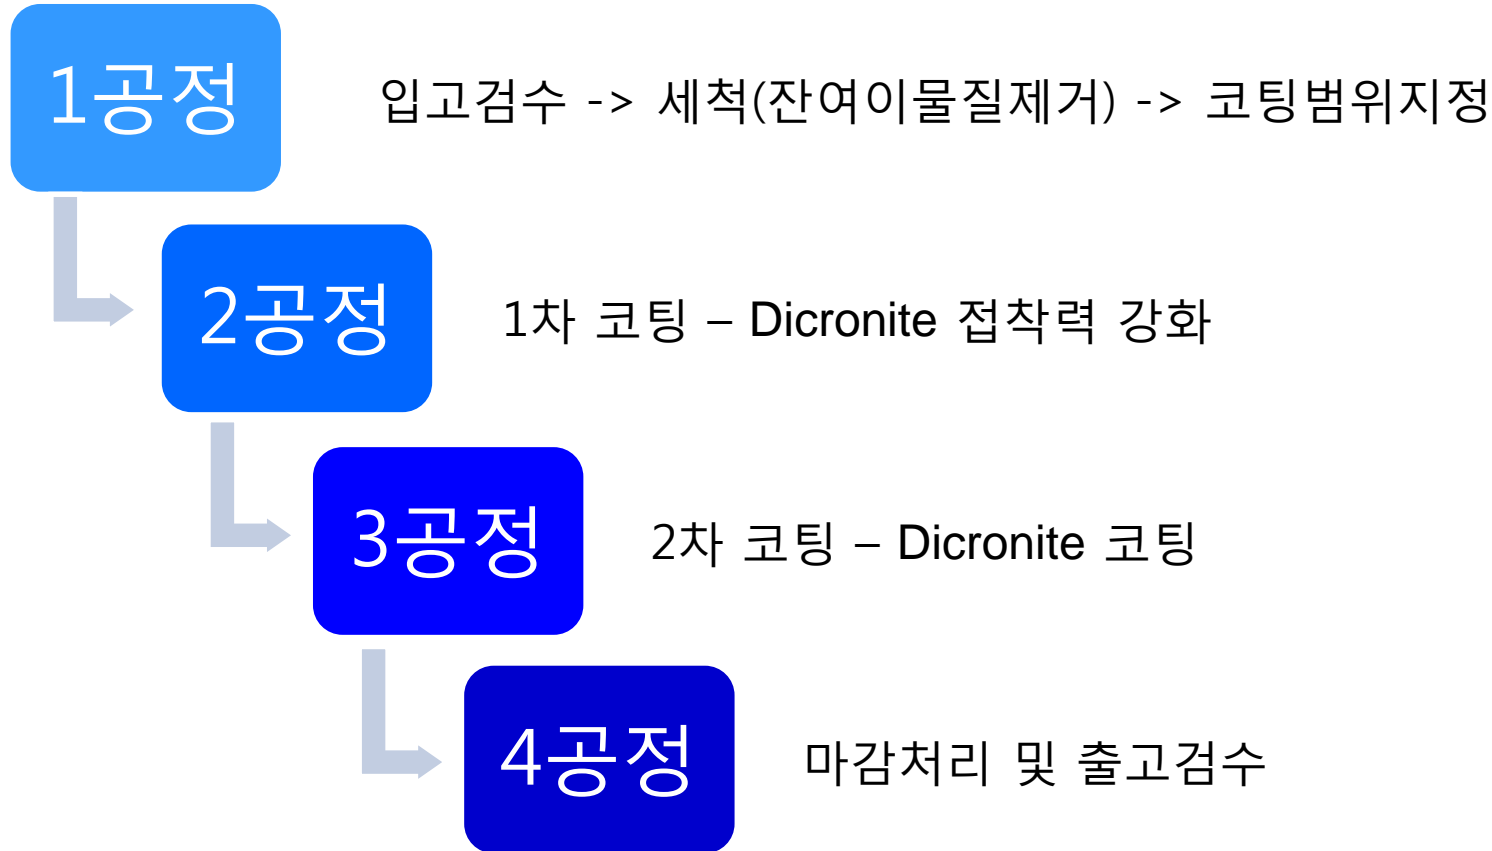 1공정
입고검수 -> 세척(잔여이물질제거) -> 코팅범위지정
2공정
1차 코팅 – Dicronite 접착력 강화
3공정
2차 코팅 – Dicronite 코팅
4공정
마감처리 및 출고검수